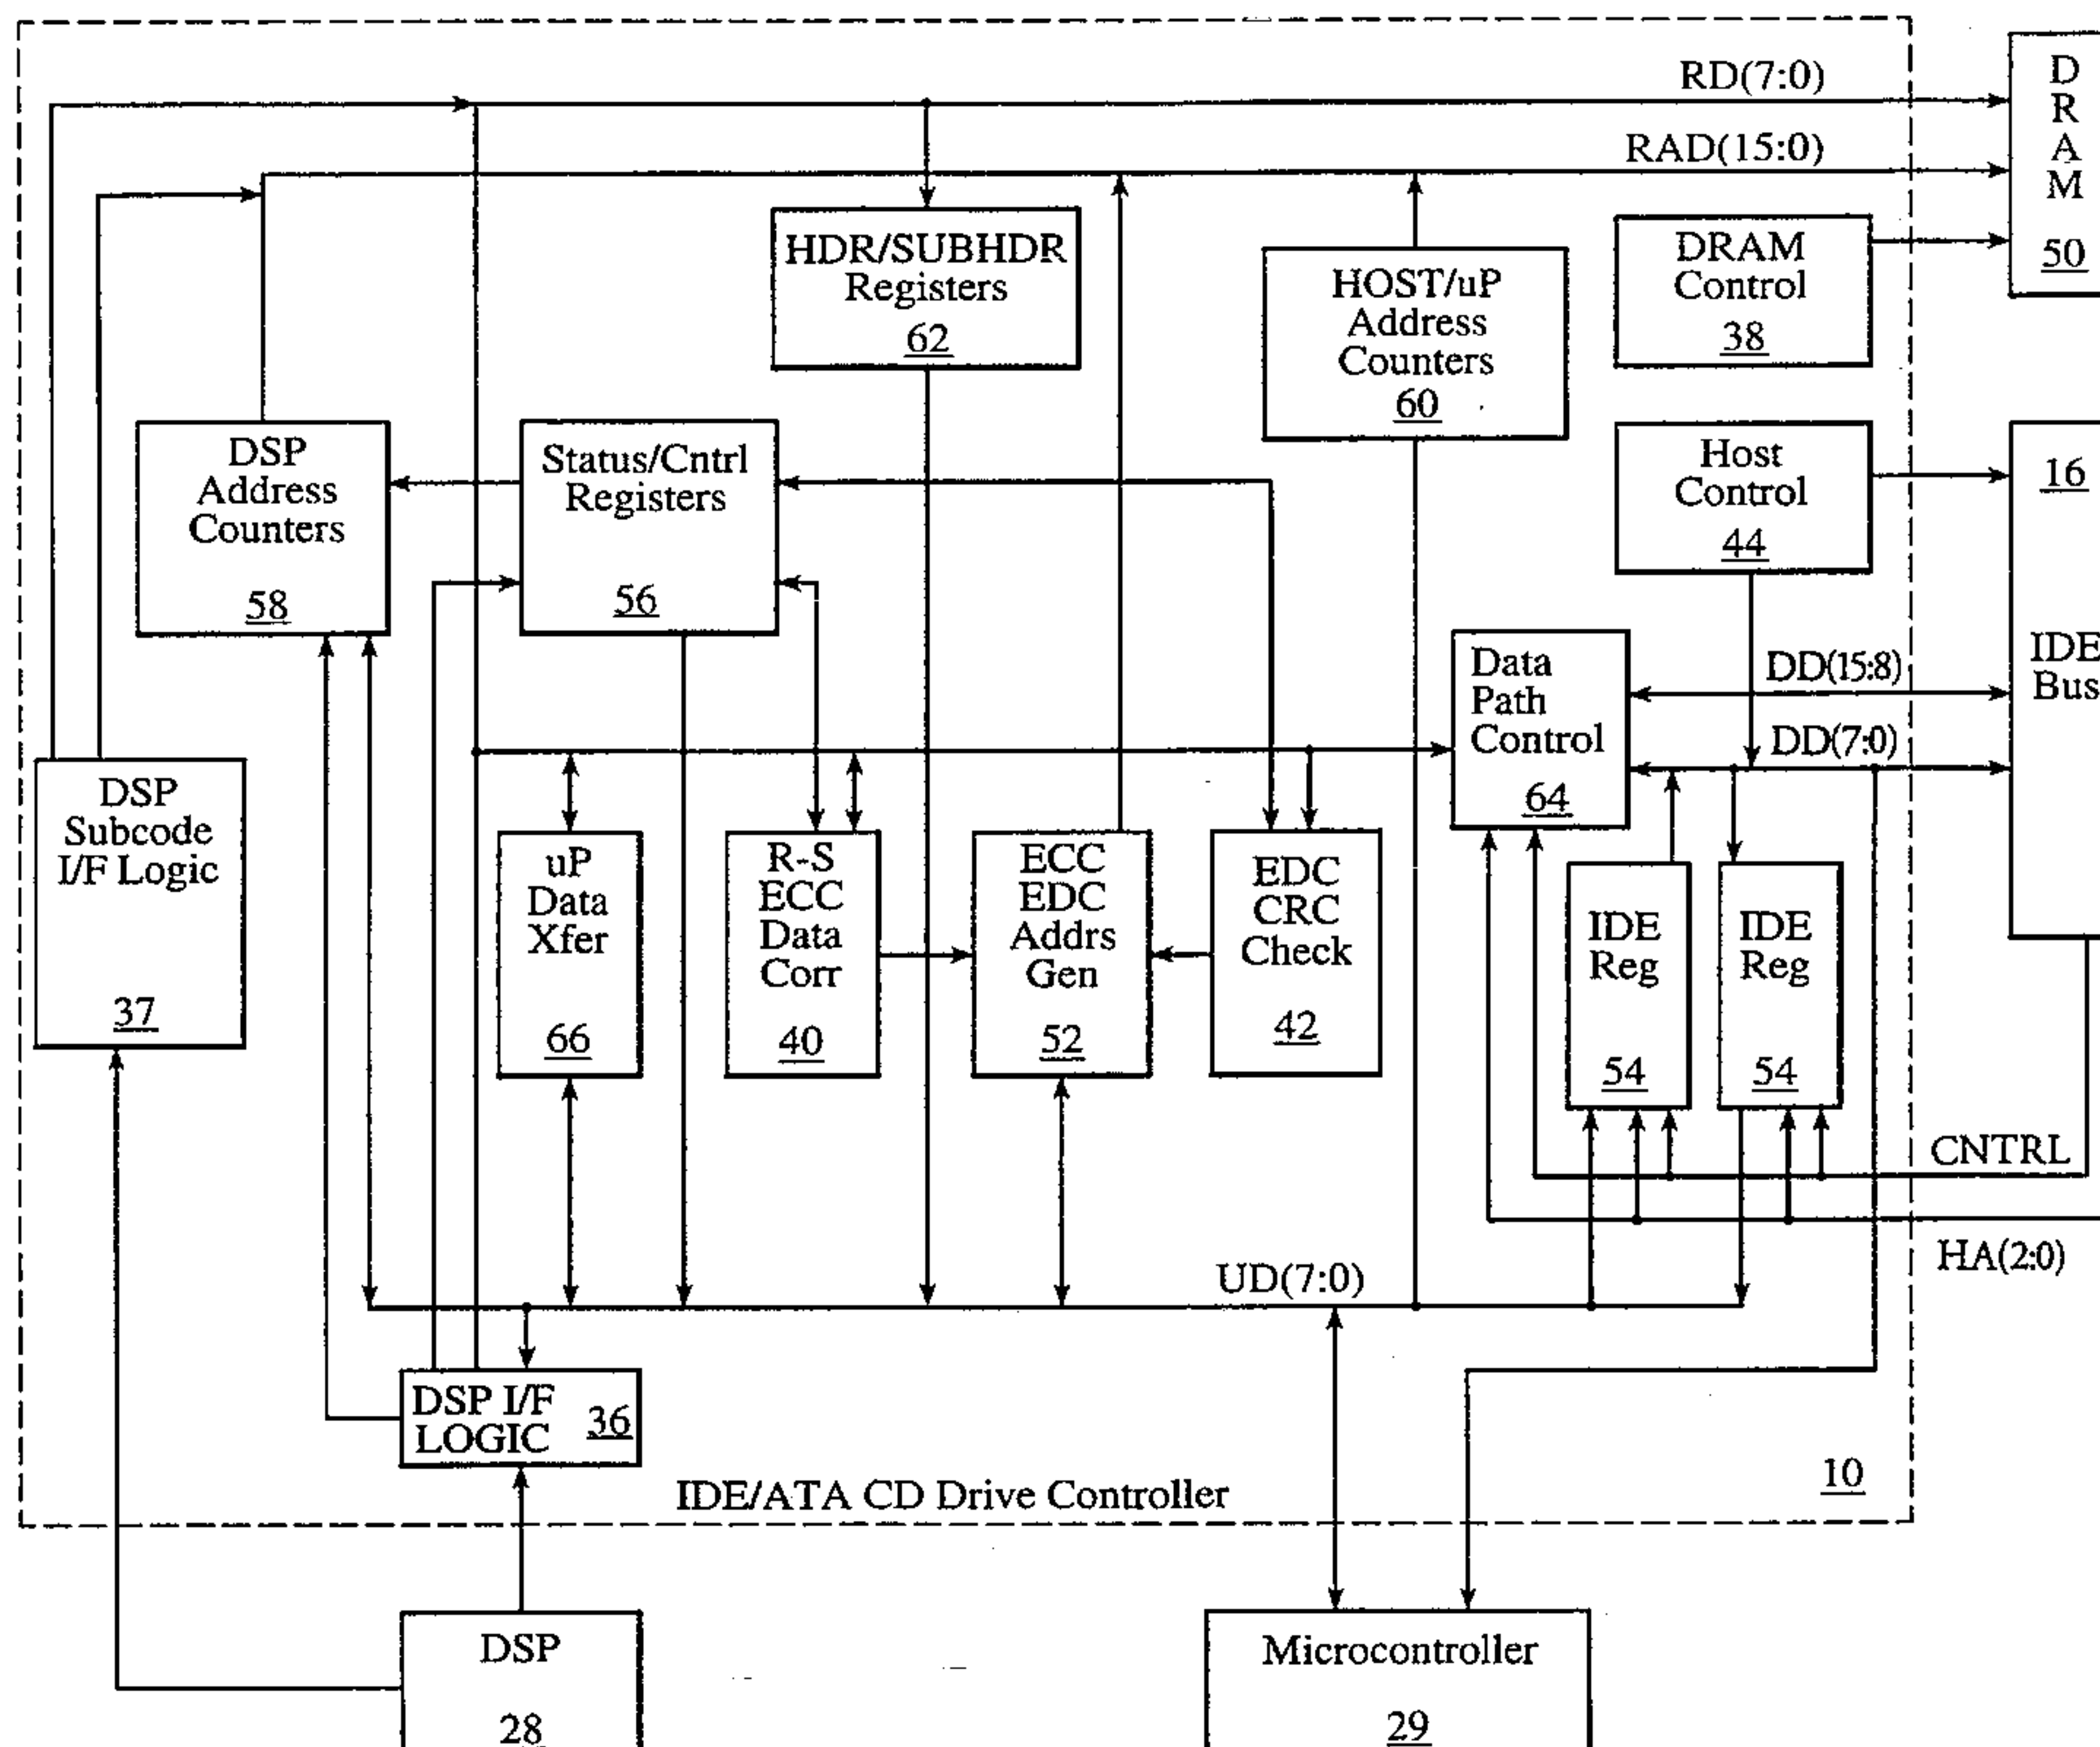 RD(7:0)
D
R
A
M
50
RAD(15:0)
HDR/SUBHDR
Registers
62
HOST/uP
Address
Counters
60
DRAM
Control
38
DSP
Address
Counters
58
Status/Cntrl
Registers
56
Host
Control
44
16
IDE
Bus
Data
Path
Control
64
DD(15:8)
DD(7:0)
DSP
Subcode
I/F Logic
37
uP
Data
Xfer
66
R-S
ECC
Data
Corr
40
ECC
EDC
Addrs
Gen
52
EDC
CRC
Check
42
IDE
Reg
54
IDE
Reg
54
CNTRL
HA(2:0)
UD(7:0)
DSP I/F
LOGIC
36
IDE/ATA CD Drive Controller
10
DSP
28
Microcontroller
29